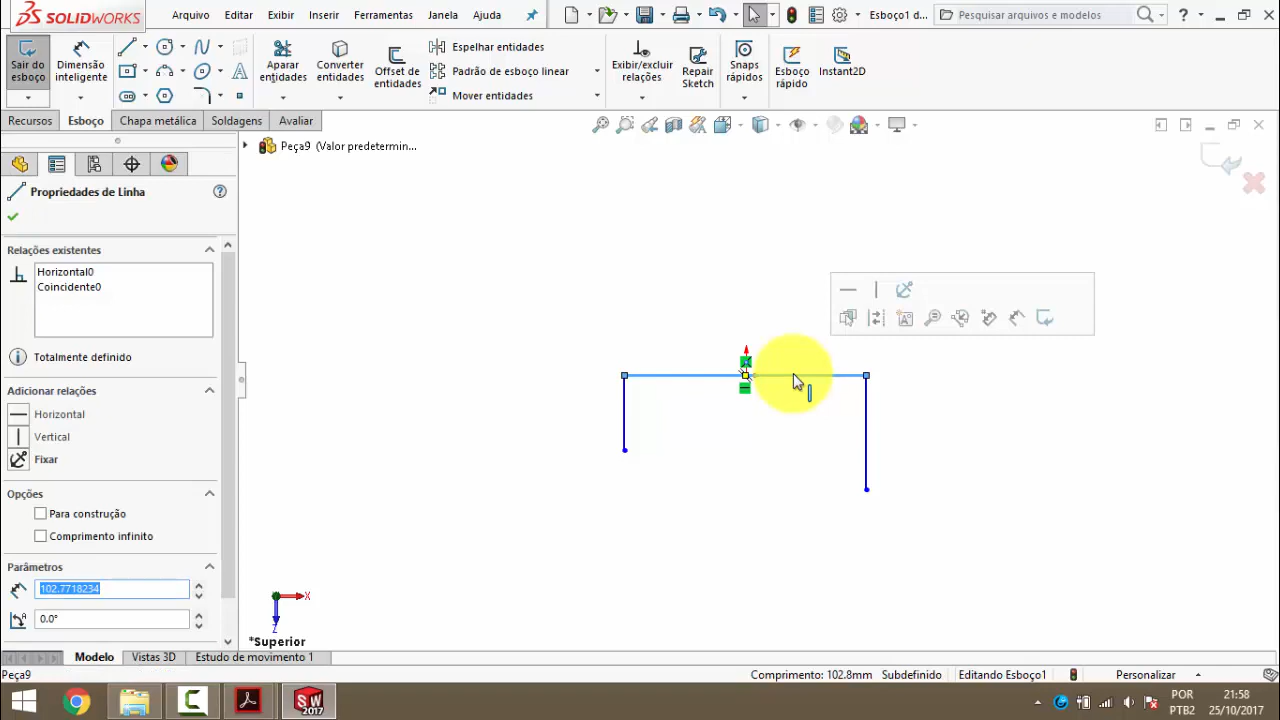 SOLIDWORKS
Arquivo
Editar
Exibir
Inserir
Ferramentas
Janela
Ajuda
Esboço1 d...
Pesquisar arquivos e modelos
?
Sair do esboço
Dimensão inteligente
Aparar entidades
Converter entidades
Offset de entidades
Espelhar entidades
Padrão de esboço linear
Mover entidades
Exibir/excluir relações
Repair Sketch
Snaps rápidos
Esboço rápido
Instant2D
Recursos
Esboço
Chapa metálica
Soldagens
Avaliar
Peça9 (Valor predetermin...
Propriedades de Linha
?
Relações existentes
Horizontal0
Coincidente0
Totalmente definido
Adicionar relações
Horizontal
Vertical
Fixar
Opções
Para construção
Comprimento infinito
Parâmetros
102.7718234
0.0°
X
Z
*Superior
Modelo
Vistas 3D
Estudo de movimento 1
Peça9
Comprimento: 102.8mm
Subdefinido
Editando Esboço1
Personalizar
SW
2017
POR
PTB2
21:58
25/10/2017